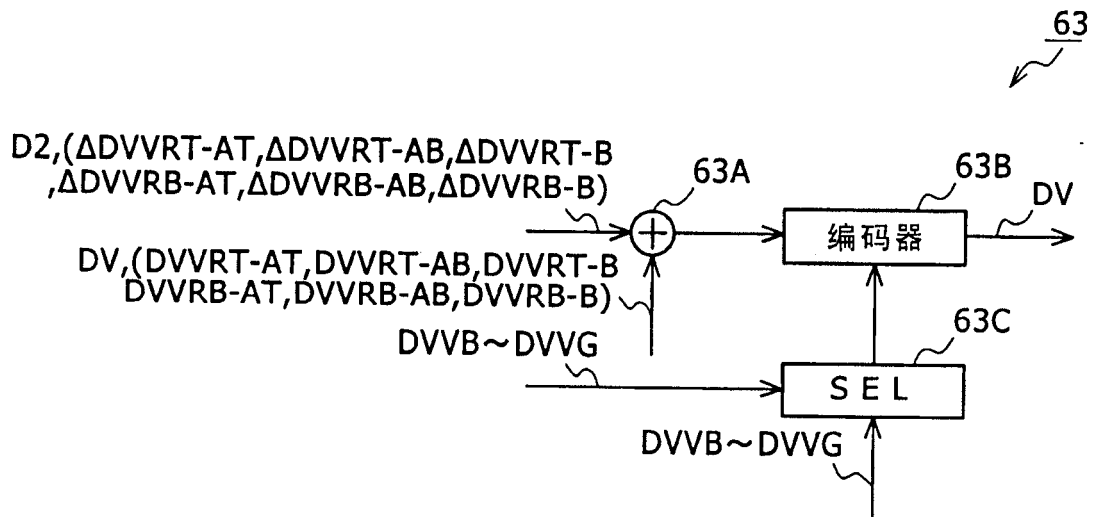 63
D2,(ΔDVVRT-AT,ΔDVVRT-AB,ΔDVVRT-B
,ΔDVVRB-AT,ΔDVVRB-AB,ΔDVVRB-B)
63A
63B
DV
编码器
DV,(DVVRT-AT,DVVRT-AB,DVVRT-B
DVVRB-AT,DVVRB-AB,DVVRB-B)
DVVB～DVVG
63C
SEL
DVVB～DVVG